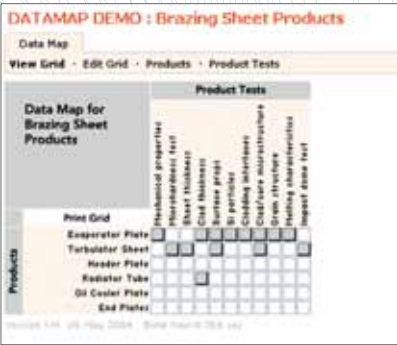 DATAMAP DEMO : Brazing Sheet Products
Data Map
View Grid · Edit Grid · Products · Product Tests
Data Map for
Brazing Sheet
Products
Product Tests
Mechanical properties
Microhardness test
Sheet thickness
Clad thickness
Surface props
Si particles
Cladding interlayer
Clad/core microstructure
Grain structure
Melting characteristics
Impact dome test
Print Grid
Products
Evaporator Plate
Turbulator Sheet
Header Plate
Radiator Tube
Oil Cooler Plate
End Plates